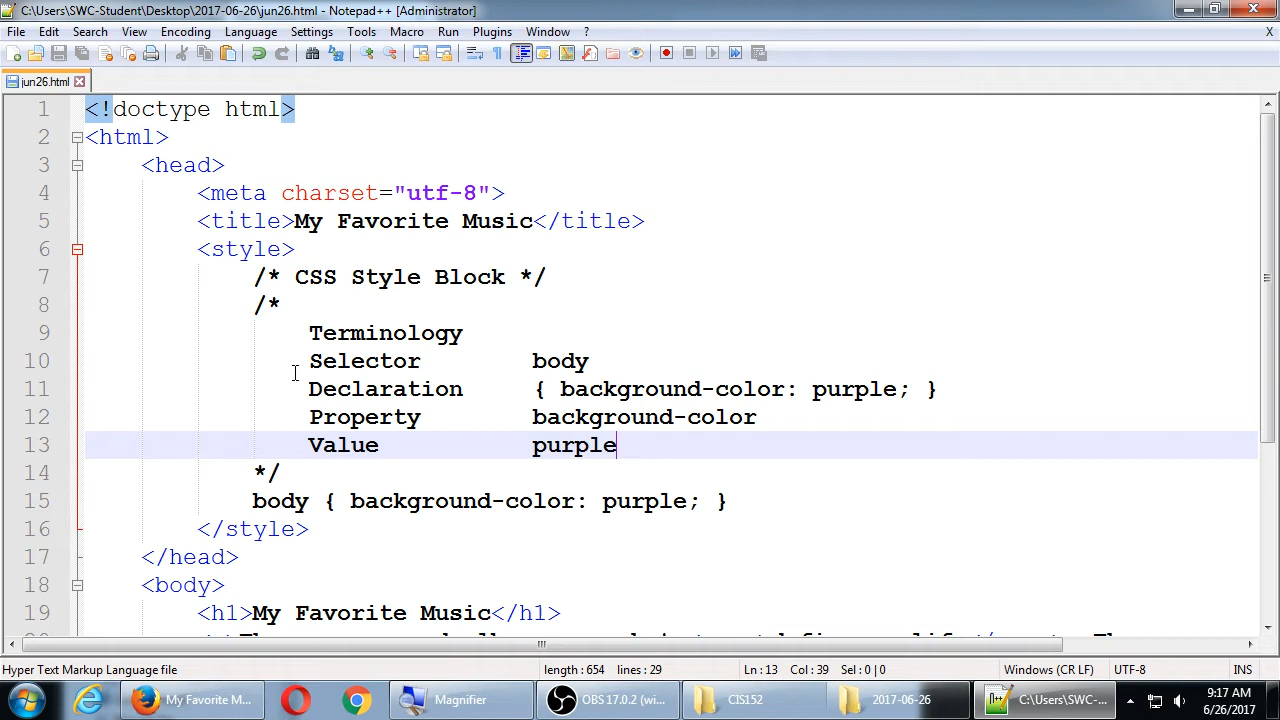 C:\Users\SWC-Student\Desktop\2017-06-26\jun26.html - Notepad++ [Administrator]
File Edit Search View Encoding Language Settings Tools Macro Run Plugins Window ? X
jun26.html
1 <!doctype html>
2 <html>
3 <head>
4 <meta charset="utf-8">
5 <title>My Favorite Music</title>
6 <style>
7 /* CSS Style Block */
8 /*
9 Terminology
10 Selector body
11 Declaration { background-color: purple; }
12 Property background-color
13 Value purple
14 */
15 body { background-color: purple; }
16 </style>
17 </head>
18 <body>
19 <h1>My Favorite Music</h1>
Hyper Text Markup Language file length : 654 lines : 29 Ln : 13 Col : 39 Sel : 0 | 0 Windows (CR LF) UTF-8 INS
My Favorite M... Magnifier OBS 17.0.2 (wi... CIS152 2017-06-26 C:\Users\SWC-... 9:17 AM
6/26/2017